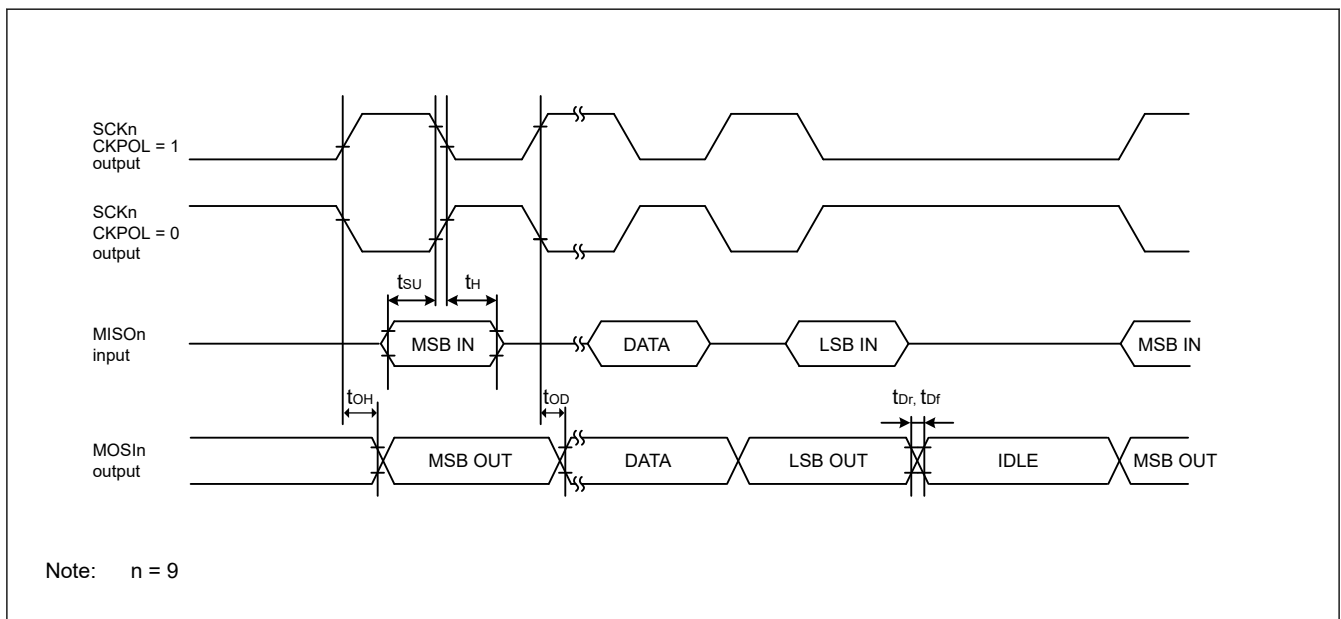 SCKn
CKPOL = 1
output
SCKn
CKPOL = 0
output
tSU
tH
MISOn
input
MSB IN
DATA
LSB IN
MSB IN
tOH
tOD
tDr, tDf
MOSIn
output
MSB OUT
DATA
LSB OUT
IDLE
MSB OUT
Note: n = 9